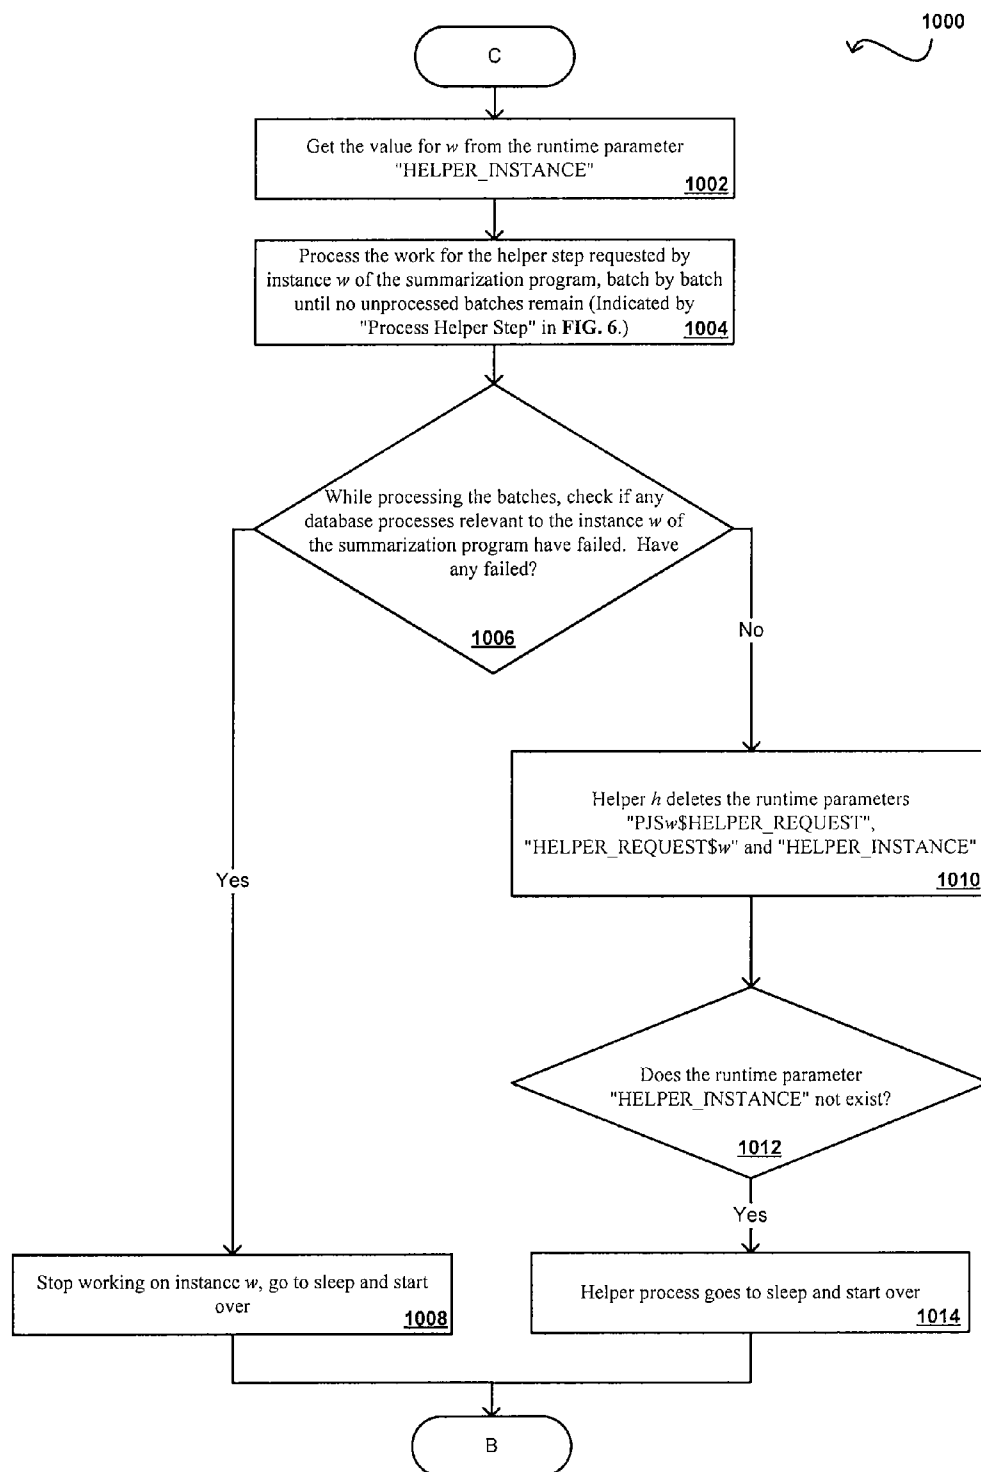 1000
C
Get the value for w from the runtime parameter
"HELPER_INSTANCE"
1002
Process the work for the helper step requested by
instance w of the summarization program, batch by batch
until no unprocessed batches remain (Indicated by
"Process Helper Step" in FIG. 6.)
1004
While processing the batches, check if any
database processes relevant to the instance w of
the summarization program have failed. Have
any failed?
1006
No
Yes
Helper h deletes the runtime parameters
"PJSw$HELPER_REQUEST",
"HELPER_REQUEST$w" and "HELPER_INSTANCE"
1010
Does the runtime parameter
"HELPER_INSTANCE" not exist?
1012
Yes
Stop working on instance w, go to sleep and start
over
1008
Helper process goes to sleep and start over
1014
B